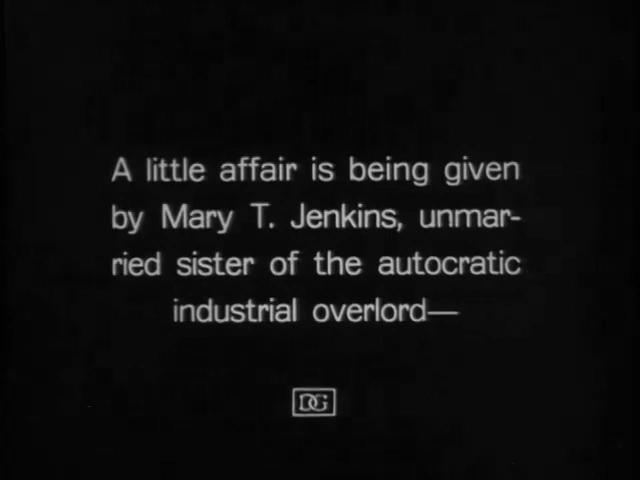 A little affair is being given
by Mary T. Jenkins, unmar-
ried sister of the autocratic
industrial overlord—
DG